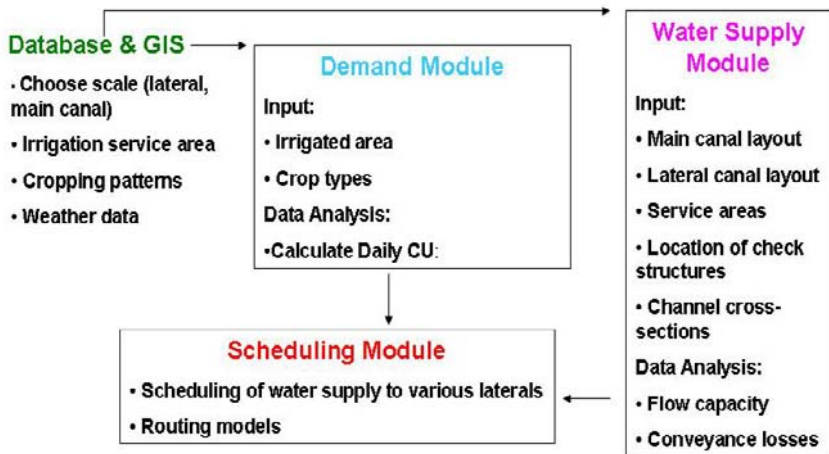 Database & GIS
· Choose scale (lateral,
main canal)
• Irrigation service area
• Cropping patterns
• Weather data
Demand Module
Input:
• Irrigated area
• Crop types
Data Analysis:
•Calculate Daily CU:
Water Supply
Module
Input:
• Main canal layout
• Lateral canal layout
• Service areas
• Location of check
structures
• Channel cross-
sections
Data Analysis:
• Flow capacity
• Conveyance losses
Scheduling Module
• Scheduling of water supply to various laterals
• Routing models